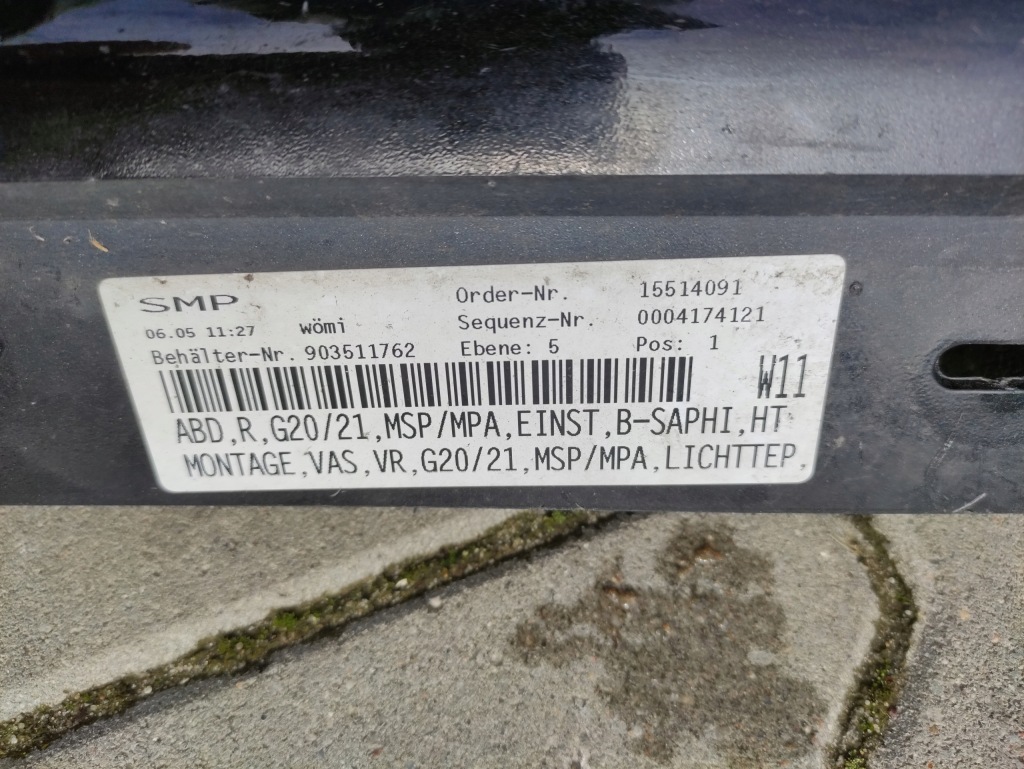 SMP Order-Nr. 15514091
06.05 11:27 wömi Sequenz-Nr. 0004174121
Behälter-Nr. 903511762 Ebene: 5 Pos: 1
W11
ABD,R,G20/21,MSP/MPA,EINST,B-SAPHI,HT
MONTAGE,VAS,VR,G20/21,MSP/MPA,LICHTTEP,